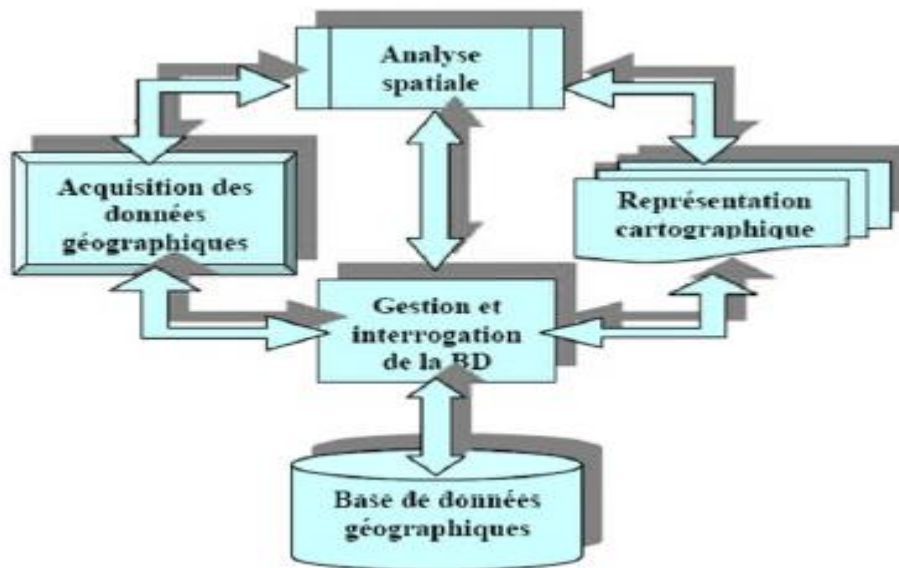 Analyse
spatiale
Acquisition des
données
géographiques
Représentation
cartographique
Gestion et
interrogation
de la BD
Base de données
géographiques